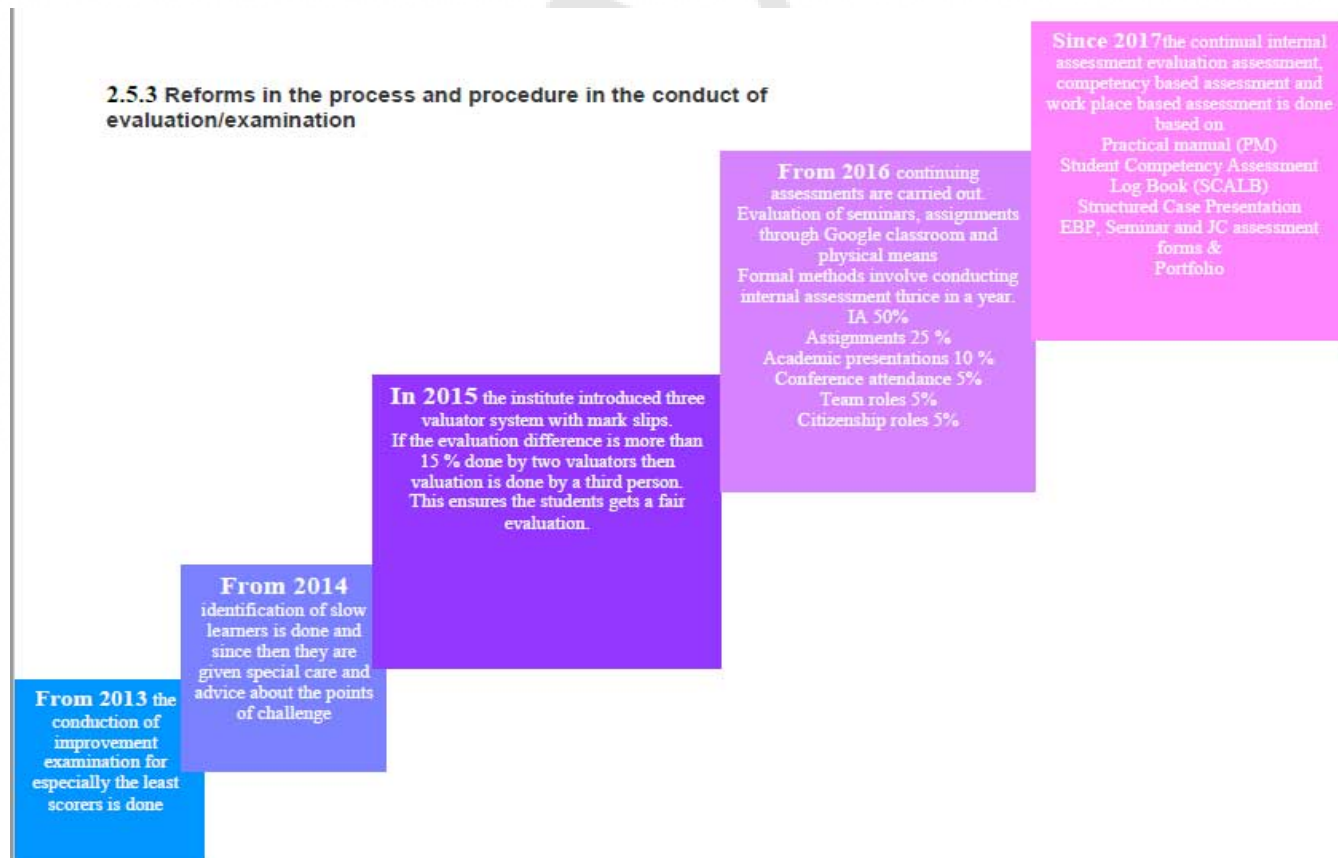 2.5.3 Reforms in the process and procedure in the conduct of
evaluation/examination
From 2013 the
conduction of
improvement
examination for
especially the least
scorers is done
From 2014
identification of slow
learners is done and
since then they are
given special care and
advice about the points
of challenge
In 2015 the institute introduced three
valuator system with mark slips.
If the evaluation difference is more than
15 % done by two valuators then
valuation is done by a third person.
This ensures the students gets a fair
evaluation.
From 2016 continuing
assessments are carried out.
Evaluation of seminars, assignments
through Google classroom and
physical means
Formal methods involve conducting
internal assessment thrice in a year.
IA 50%
Assignments 25 %
Academic presentations 10 %
Conference attendance 5%
Team roles 5%
Citizenship roles 5%
Since 2017the continual internal
assessment evaluation assessment,
competency based assessment and
work place based assessment is done
based on
Practical manual (PM)
Student Competency Assessment
Log Book (SCALB)
Structured Case Presentation
EBP, Seminar and JC assessment
forms &
Portfolio